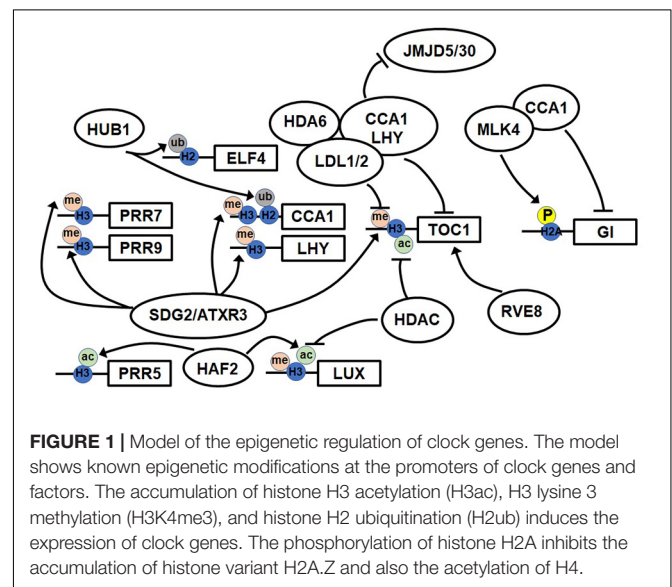 JMJD5/30
HUB1
HDA6
CCA1
LHY
CCA1
MLK4
ub
H2
ELF4
LDL1/2
me
H3
PRR7
me
ub
H3
H2
CCA1
me
H3
ac
TOC1
P
H2A
GI
me
H3
PRR9
me
H3
LHY
SDG2/ATXR3
HDAC
RVE8
ac
H3
PRR5
HAF2
me
ac
H3
LUX
FIGURE 1 | Model of the epigenetic regulation of clock genes. The model
shows known epigenetic modifications at the promoters of clock genes and
factors. The accumulation of histone H3 acetylation (H3ac), H3 lysine 3
methylation (H3K4me3), and histone H2 ubiquitination (H2ub) induces the
expression of clock genes. The phosphorylation of histone H2A inhibits the
accumulation of histone variant H2A.Z and also the acetylation of H4.